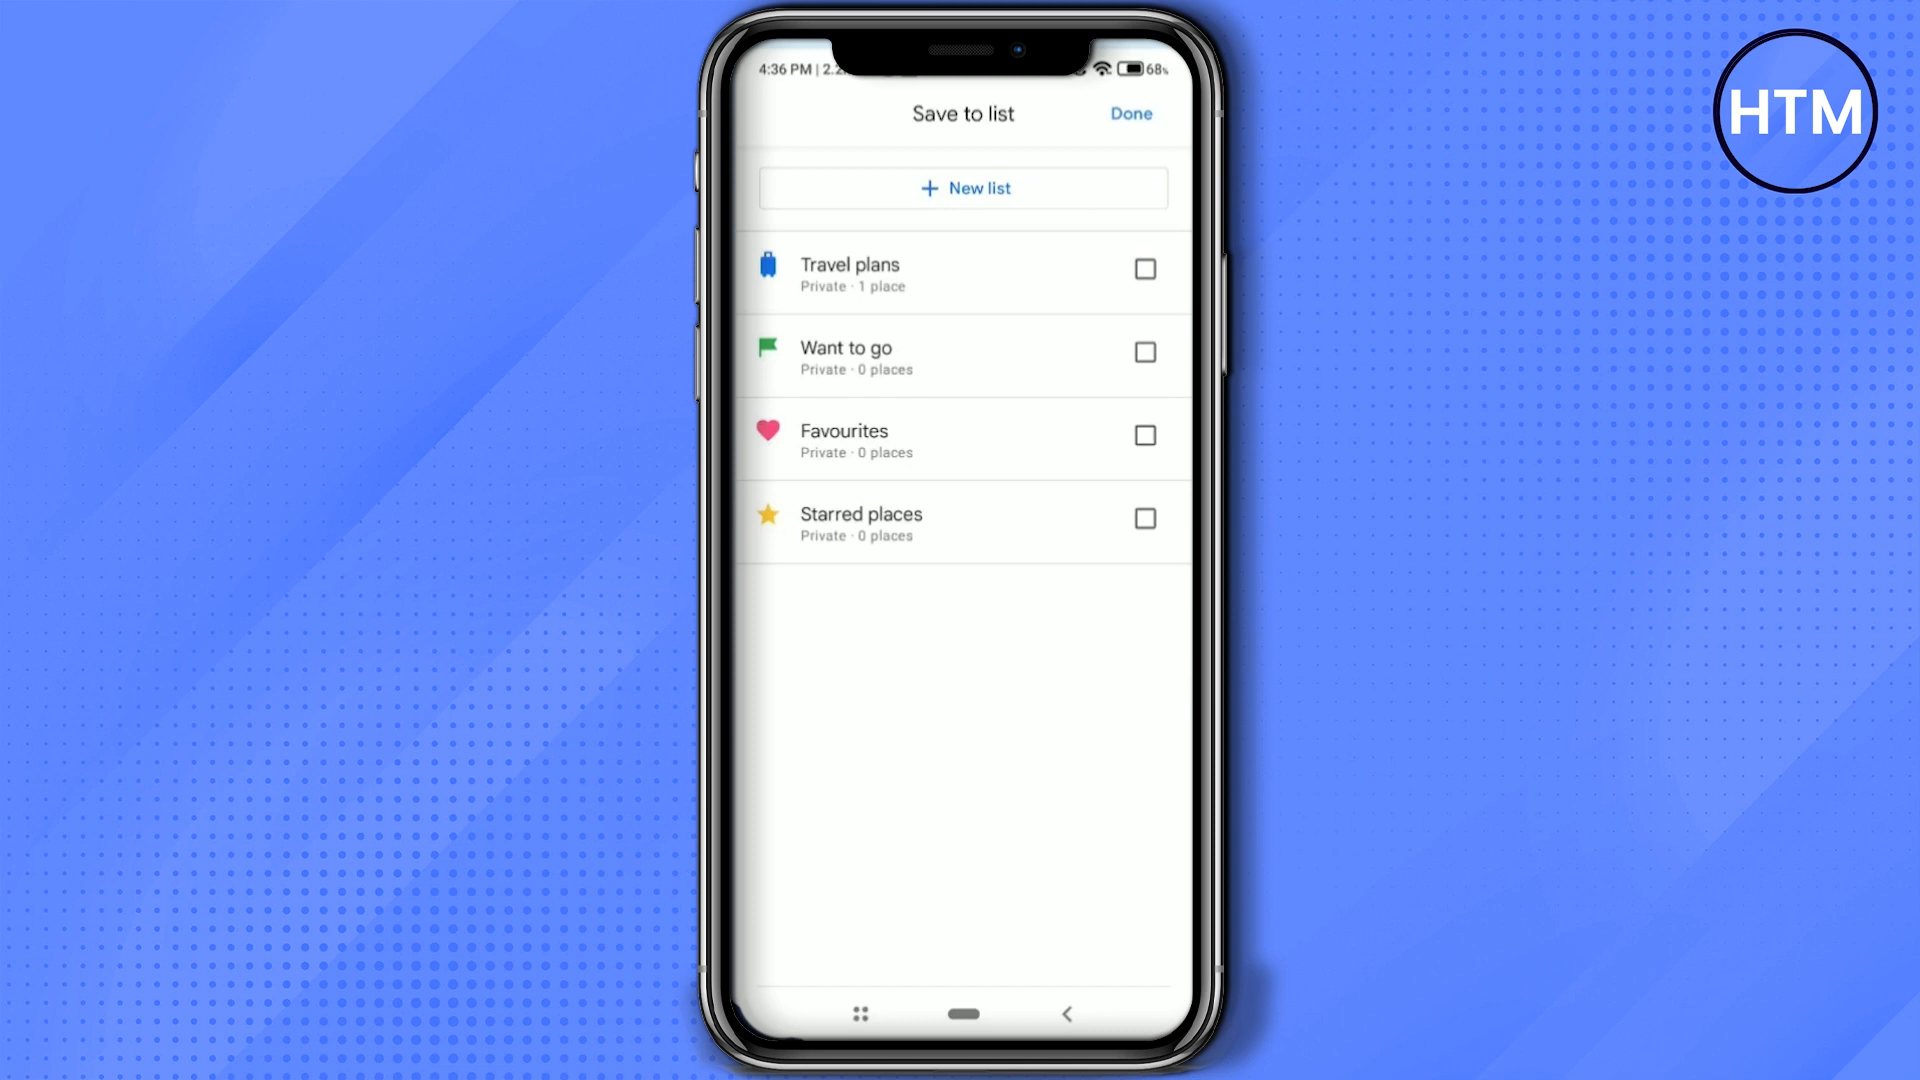 HTM
4:36 PM | 2.2
68%
Save to list
Done
+ New list
Travel plans
Private · 1 place
Want to go
Private · 0 places
Favourites
Private · 0 places
Starred places
Private · 0 places